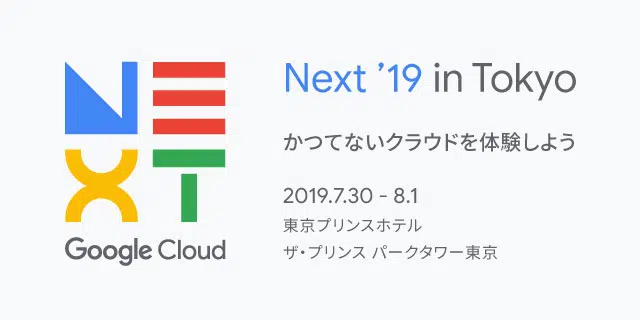 NE
XT
Google Cloud
Next ’19 in Tokyo
かつてないクラウドを体験しよう
2019.7.30 - 8.1
東京プリンスホテル
ザ・プリンス パークタワー東京